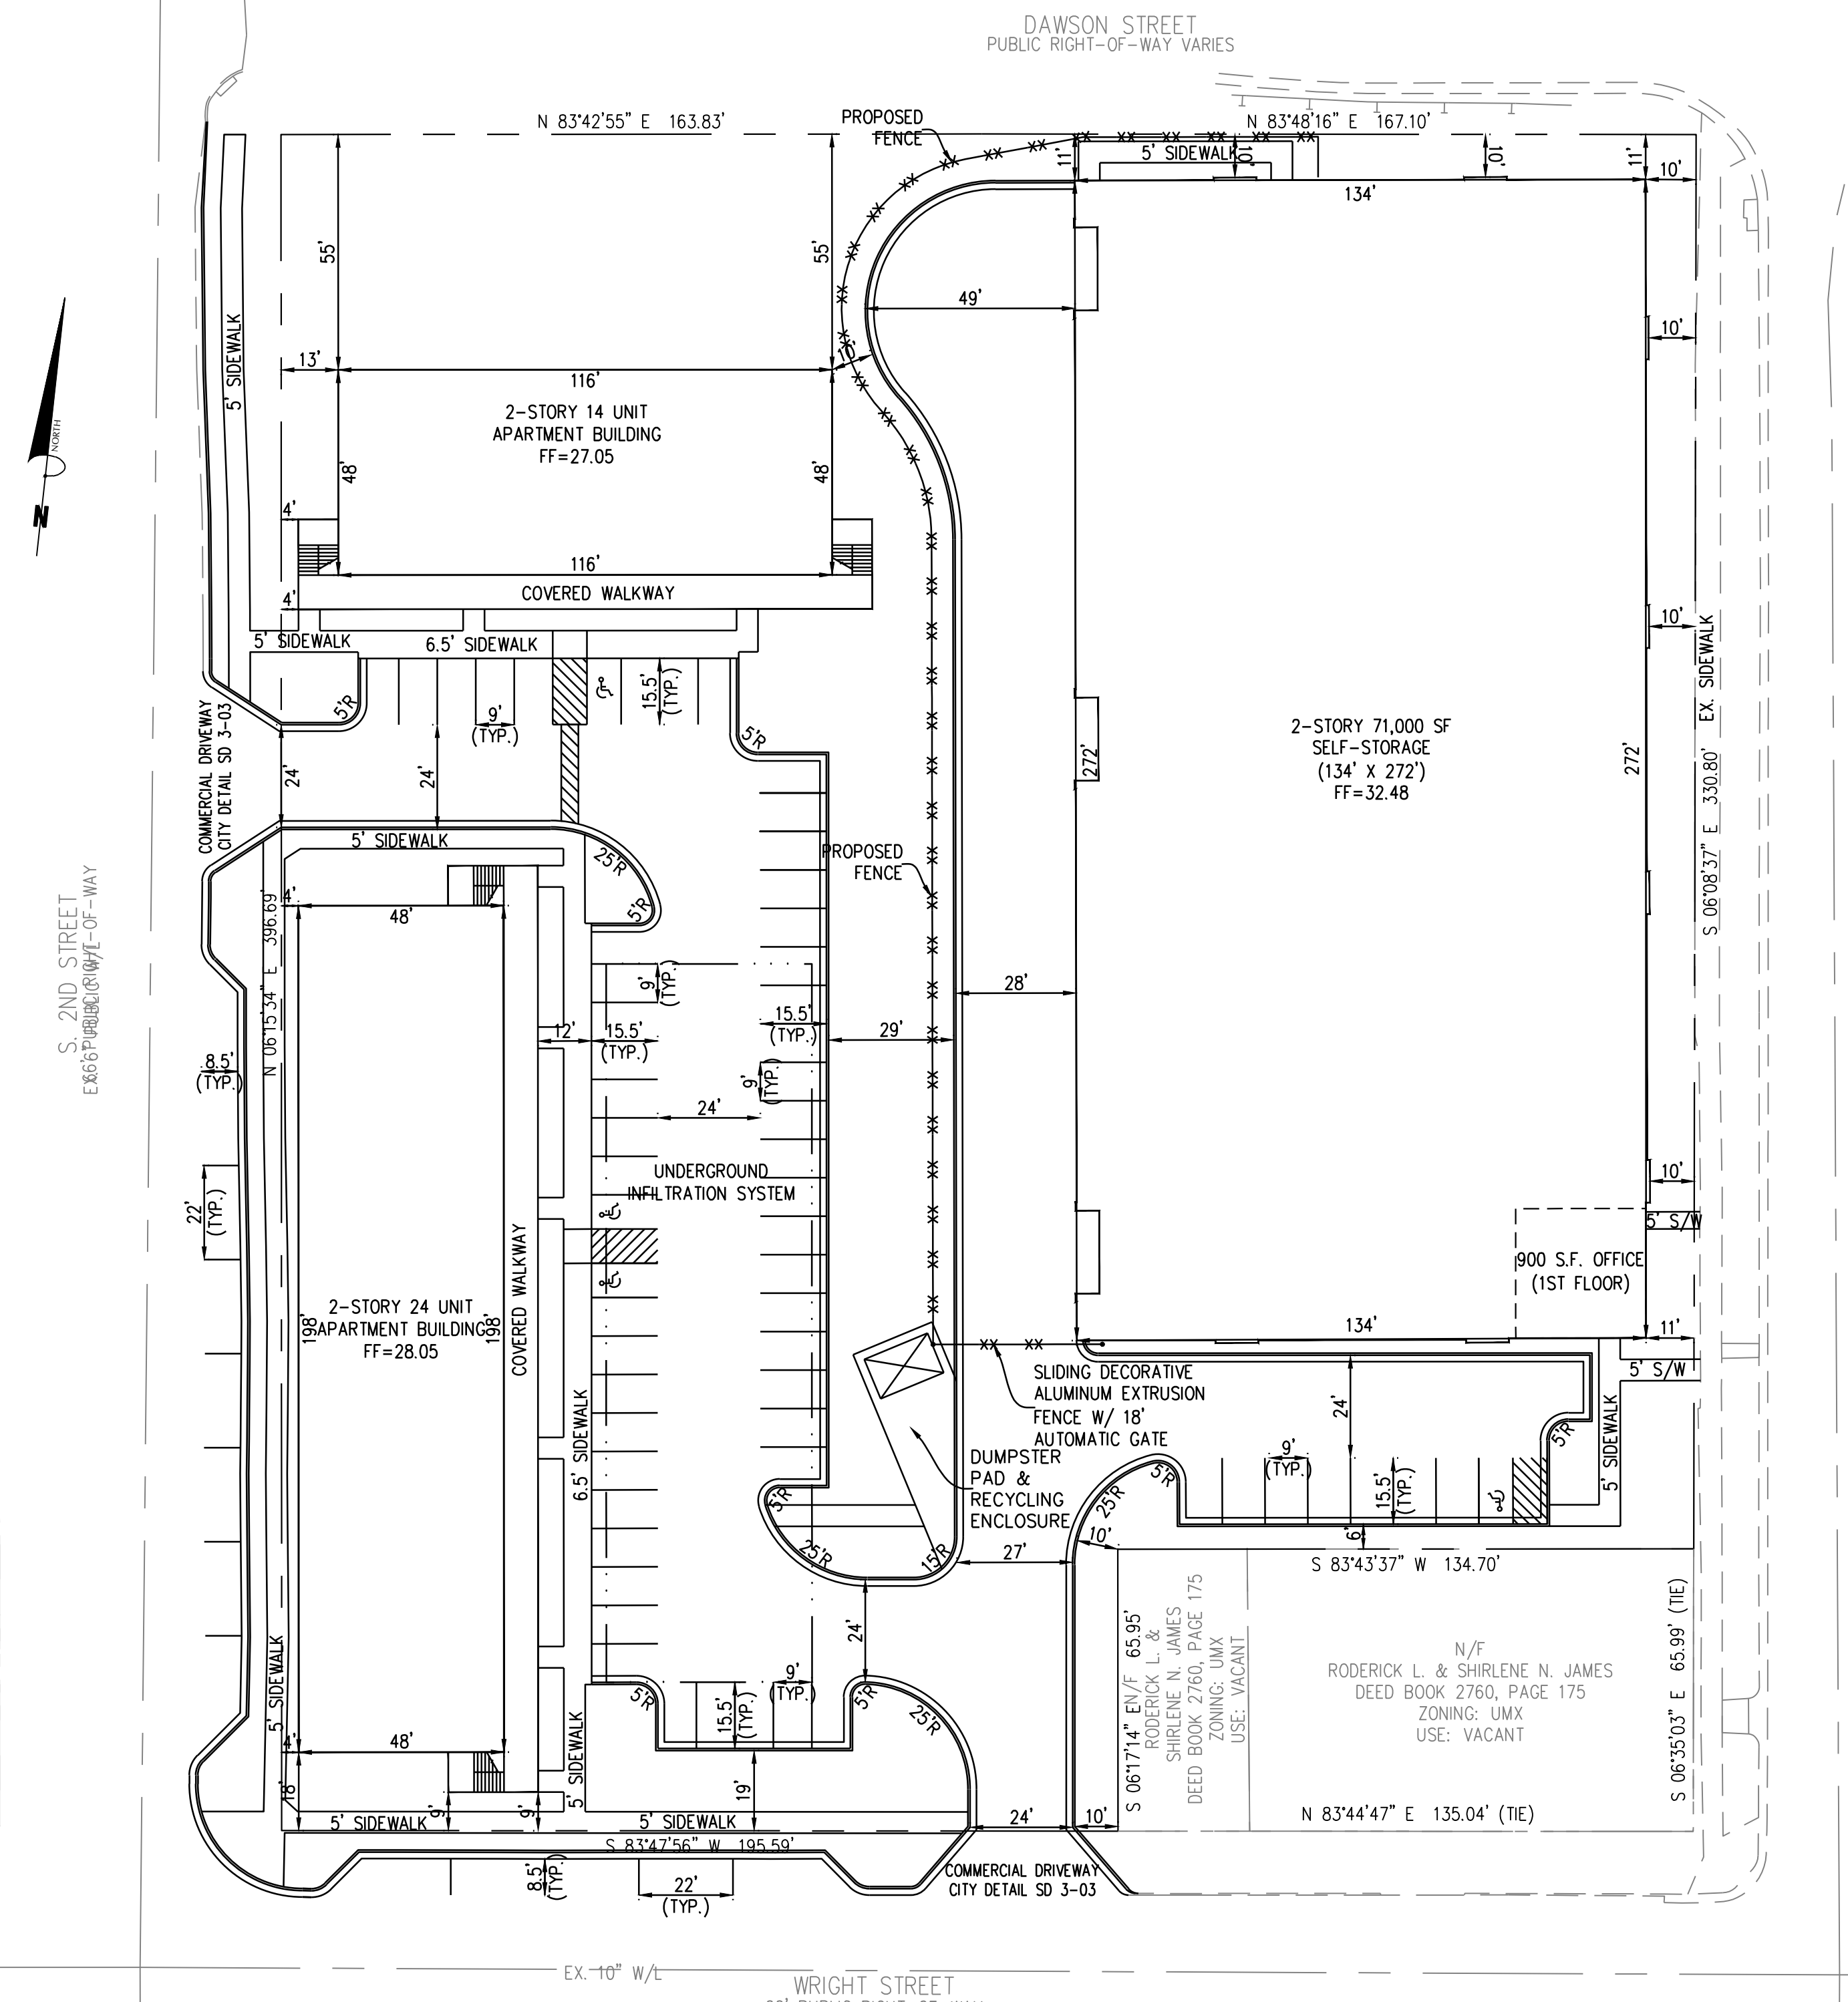 DAWSON STREET
PUBLIC RIGHT-OF-WAY VARIES
N 83°42'55" E 163.83'
PROPOSED
FENCE
N 83°48'16" E 167.10'
11'
5' SIDEWALK
10'
10'
11'
10'
134'
55'
55'
5' SIDEWALK
49'
10'
13'
10'
116'
2-STORY 14 UNIT
APARTMENT BUILDING
FF=27.05
48'
48'
NORTH
N
4'
116'
COVERED WALKWAY
4'
5' SIDEWALK
6.5' SIDEWALK
10'
EX. SIDEWALK
5'R
9'
(TYP.)
15.5'
(TYP.)
5'R
COMMERCIAL DRIVEWAY
CITY DETAIL SD 3-03
24'
24'
272'
2-STORY 71,000 SF
SELF-STORAGE
(134' X 272')
FF=32.48
272'
S 06°08'37" E 330.80'
5' SIDEWALK
25'R
5'R
PROPOSED
FENCE
4'
48'
N 06°15'34" E 396.69'
S. 2ND STREET
9'
(TYP.)
28'
12'
15.5'
(TYP.)
15.5'
(TYP.)
29'
8.5'
(TYP.)
9'
(TYP.)
24'
22'
(TYP.)
UNDERGROUND
INFILTRATION SYSTEM
10'
5' S/W
900 S.F. OFFICE
(1ST FLOOR)
2-STORY 24 UNIT
APARTMENT BUILDING
FF=28.05
198'
198'
COVERED WALKWAY
134'
11'
5' S/W
SLIDING DECORATIVE
ALUMINUM EXTRUSION
FENCE W/ 18'
AUTOMATIC GATE
24'
5'R
5' SIDEWALK
6.5' SIDEWALK
DUMPSTER
PAD &
RECYCLING
ENCLOSURE
9'
(TYP.)
15.5'
(TYP.)
5'R
25'R
5'R
25'R
15'R
10'
27'
6'
S 83°43'37" W 134.70'
24'
S 06°17'14" E
65.95'
N/F
RODERICK L. &
SHIRLENE N. JAMES
DEED BOOK 2760, PAGE 175
ZONING: UMX
USE: VACANT
N/F
RODERICK L. & SHIRLENE N. JAMES
DEED BOOK 2760, PAGE 175
ZONING: UMX
USE: VACANT
S 06°35'03" E 65.99' (TIE)
5' SIDEWALK
5'R
9'
(TYP.)
15.5'
(TYP.)
5'R
25'R
4'
48'
18'
9'
9'
5' SIDEWALK
19'
5' SIDEWALK
5' SIDEWALK
24'
10'
N 83°44'47" E 135.04' (TIE)
S 83°47'56" W 195.59'
8.5'
(TYP.)
22'
(TYP.)
COMMERCIAL DRIVEWAY
CITY DETAIL SD 3-03
EX. 10" W/L
WRIGHT STREET